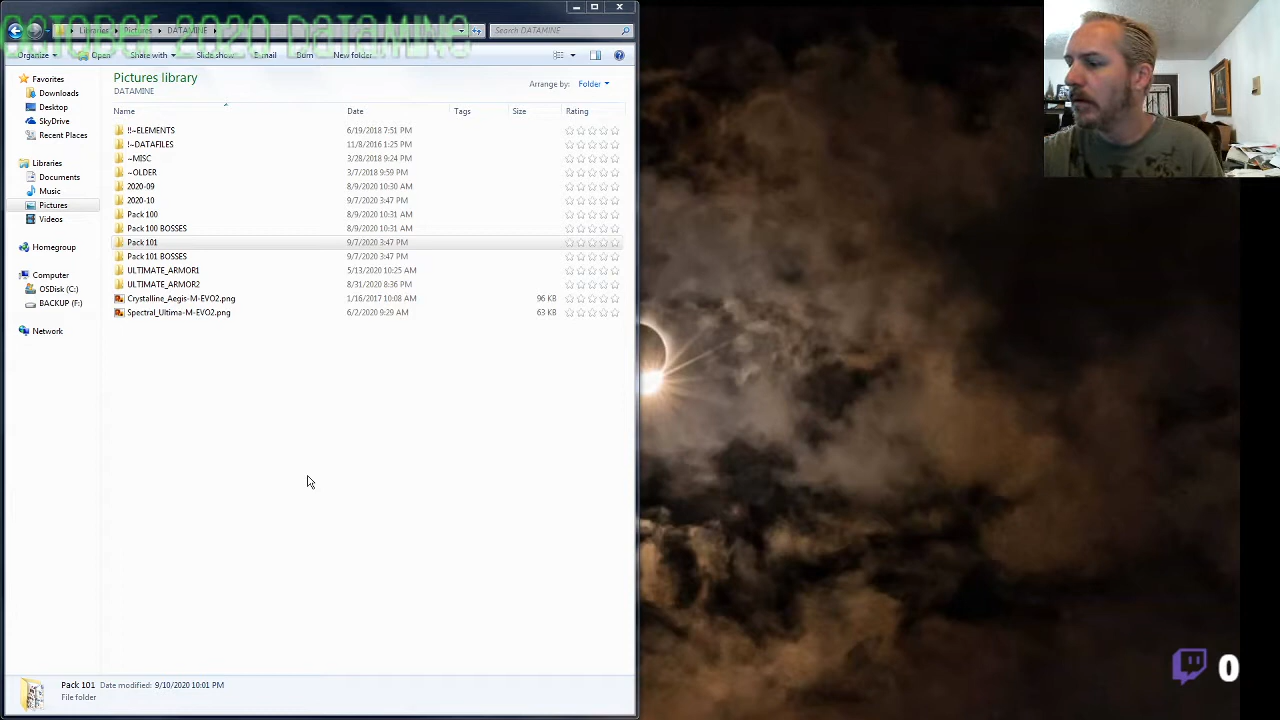 OCTOBER 2020 DATAMINE
Libraries Pictures DATAMINE
Search DATAMINE
Organize Open Share with Slide show E-mail Burn New folder
Favorites
Downloads
Desktop
SkyDrive
Recent Places
Libraries
Documents
Music
Pictures
Videos
Homegroup
Computer
OSDisk (C:)
BACKUP (F:)
Network
Pictures library
DATAMINE
Arrange by: Folder
Name Date Tags Size Rating
!!~ELEMENTS 6/19/2018 7:51 PM
!~DATAFILES 11/8/2016 1:25 PM
~MISC 3/28/2018 9:24 PM
~OLDER 3/7/2018 9:59 PM
2020-09 8/9/2020 10:30 AM
2020-10 9/7/2020 3:47 PM
Pack 100 8/9/2020 10:31 AM
Pack 100 BOSSES 8/9/2020 10:31 AM
Pack 101 9/7/2020 3:47 PM
Pack 101 BOSSES 9/7/2020 3:47 PM
ULTIMATE_ARMOR1 5/13/2020 10:25 AM
ULTIMATE_ARMOR2 8/31/2020 8:36 PM
Crystalline_Aegis-M-EVO2.png 1/16/2017 10:08 AM 96 KB
Spectral_Ultima-M-EVO2.png 6/2/2020 9:29 AM 63 KB
Pack 101 Date modified: 9/10/2020 10:01 PM
File folder
0